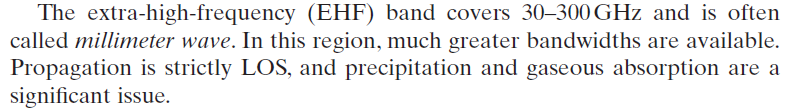 The extra-high-frequency (EHF) band covers 30–300 GHz and is often
called millimeter wave. In this region, much greater bandwidths are available.
Propagation is strictly LOS, and precipitation and gaseous absorption are a
significant issue.